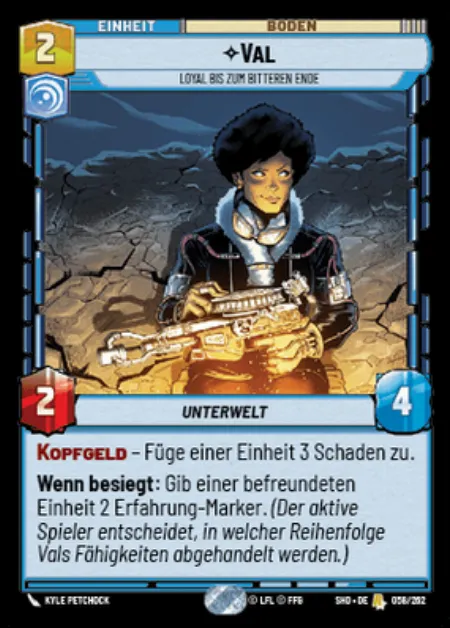 EINHEIT
BODEN
2
✧VAL
LOYAL BIS ZUM BITTEREN ENDE
2
UNTERWELT
4
KOPFGELD – Füge einer Einheit 3 Schaden zu.
Wenn besiegt: Gib einer befreundeten
Einheit 2 Erfahrung-Marker. (Der aktive
Spieler entscheidet, in welcher Reihenfolge
Vals Fähigkeiten abgehandelt werden.)
KYLE PETCHOCK
© LFL © FFG
SHD • DE
058/262